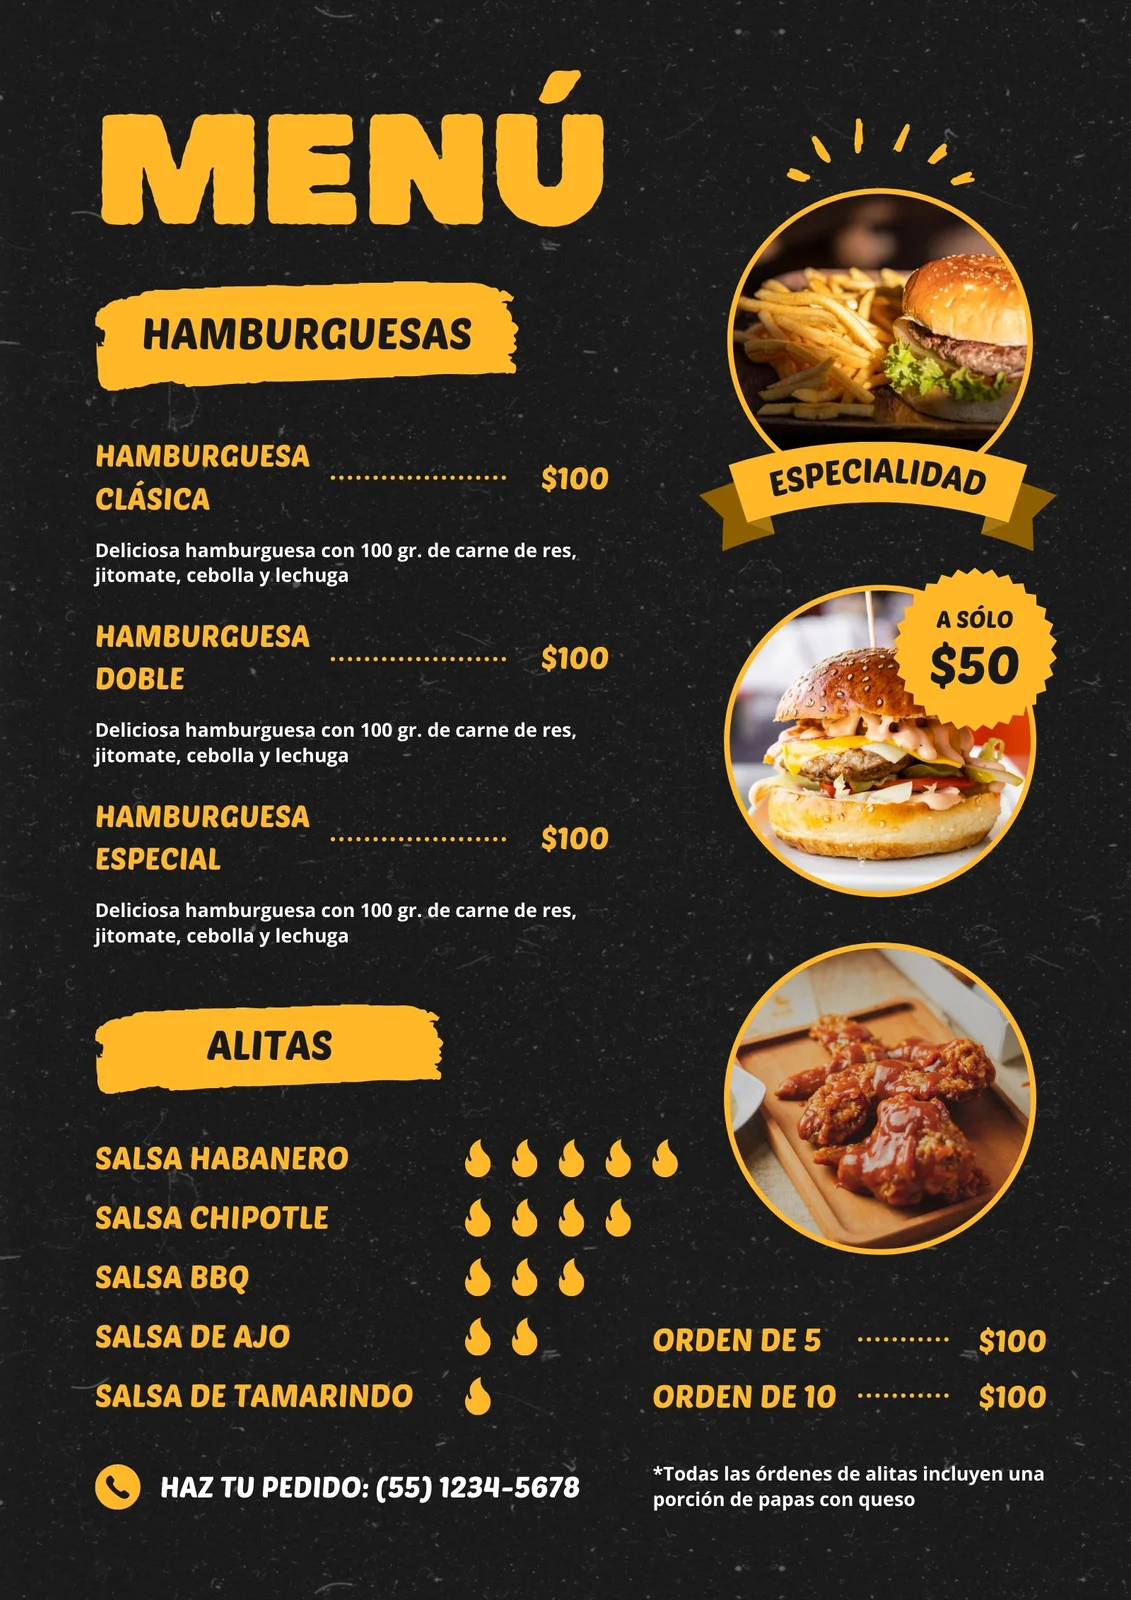 MENÚ
HAMBURGUESAS
HAMBURGUESA
CLÁSICA
$100
Deliciosa hamburguesa con 100 gr. de carne de res,
jitomate, cebolla y lechuga
HAMBURGUESA
DOBLE
$100
Deliciosa hamburguesa con 100 gr. de carne de res,
jitomate, cebolla y lechuga
HAMBURGUESA
ESPECIAL
$100
Deliciosa hamburguesa con 100 gr. de carne de res,
jitomate, cebolla y lechuga
ESPECIALIDAD
A SÓLO
$50
ALITAS
SALSA HABANERO
SALSA CHIPOTLE
SALSA BBQ
SALSA DE AJO
SALSA DE TAMARINDO
ORDEN DE 5 ........... $100
ORDEN DE 10 ........... $100
HAZ TU PEDIDO: (55) 1234-5678
*Todas las órdenes de alitas incluyen una
porción de papas con queso